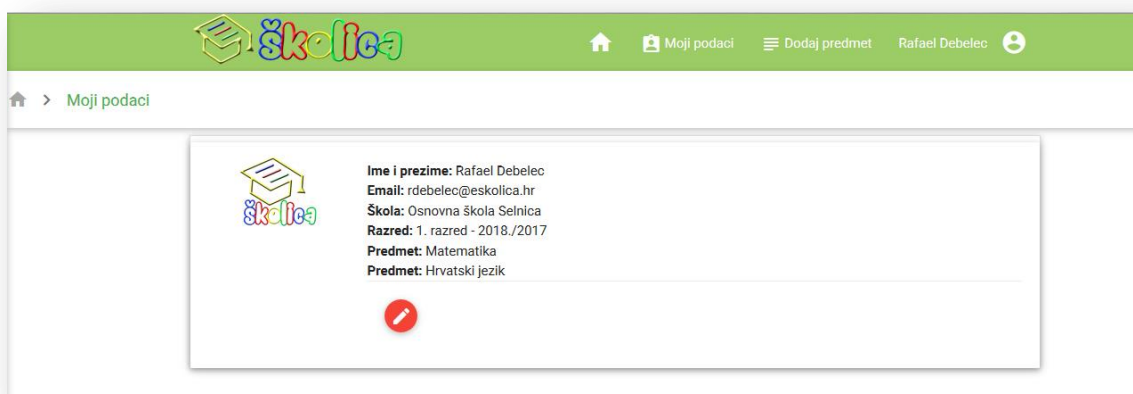 školica
Moji podaci
Dodaj predmet
Rafael Debelec
Moji podaci
školica
Ime i prezime: Rafael Debelec
Email: rdebelec@eskolica.hr
Škola: Osnovna škola Selnica
Razred: 1. razred - 2018./2017
Predmet: Matematika
Predmet: Hrvatski jezik